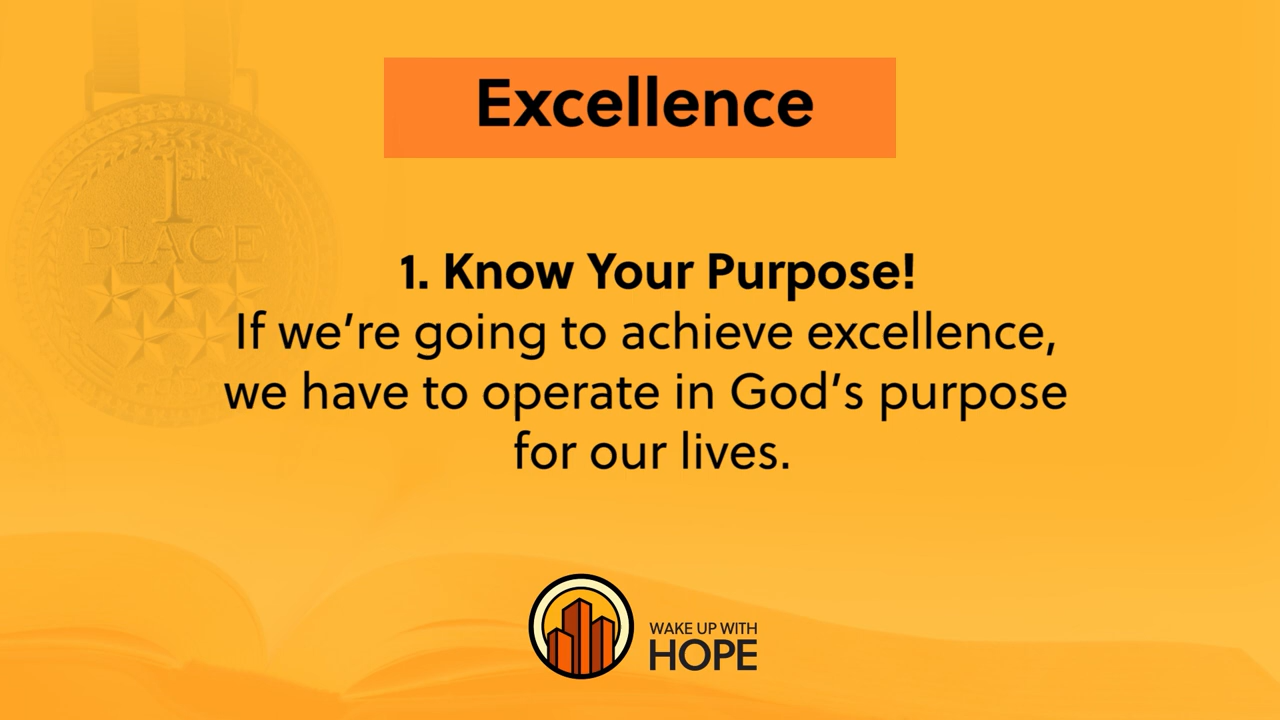 Excellence
1st
PLACE
1. Know Your Purpose!
If we’re going to achieve excellence,
we have to operate in God’s purpose
for our lives.
WAKE UP WITH
HOPE